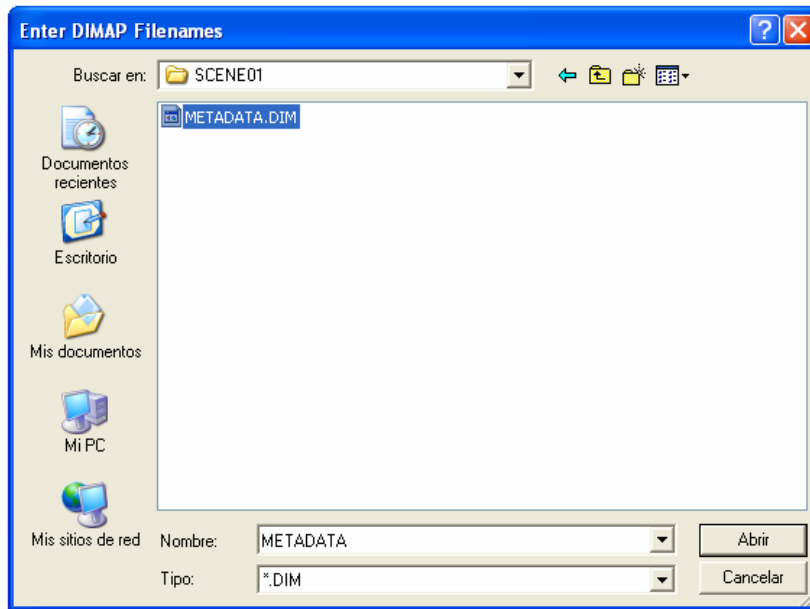 Enter DIMAP Filenames
Buscar en: SCENE01
METADATA.DIM
Documentos
recientes
Escritorio
Mis documentos
Mi PC
Mis sitios de red
Nombre: METADATA Abrir
Tipo: *.DIM Cancelar